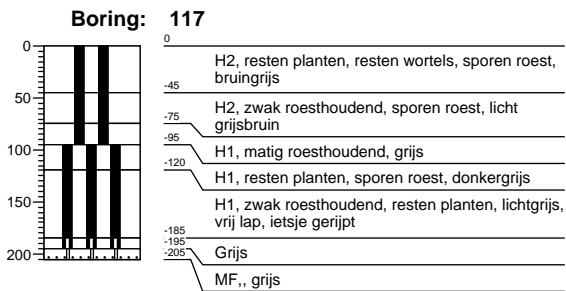 Boring: 117
0
50
100
150
200
0
H2, resten planten, resten wortels, sporen roest,
bruingrijs
-45
H2, zwak roesthoudend, sporen roest, licht
grijsbruin
-75
-95
H1, matig roesthoudend, grijs
-120
H1, resten planten, sporen roest, donkergrijs
H1, zwak roesthoudend, resten planten, lichtgrijs,
vrij lap, ietsje gerijpt
-185
-195
Grijs
-205
MF,, grijs